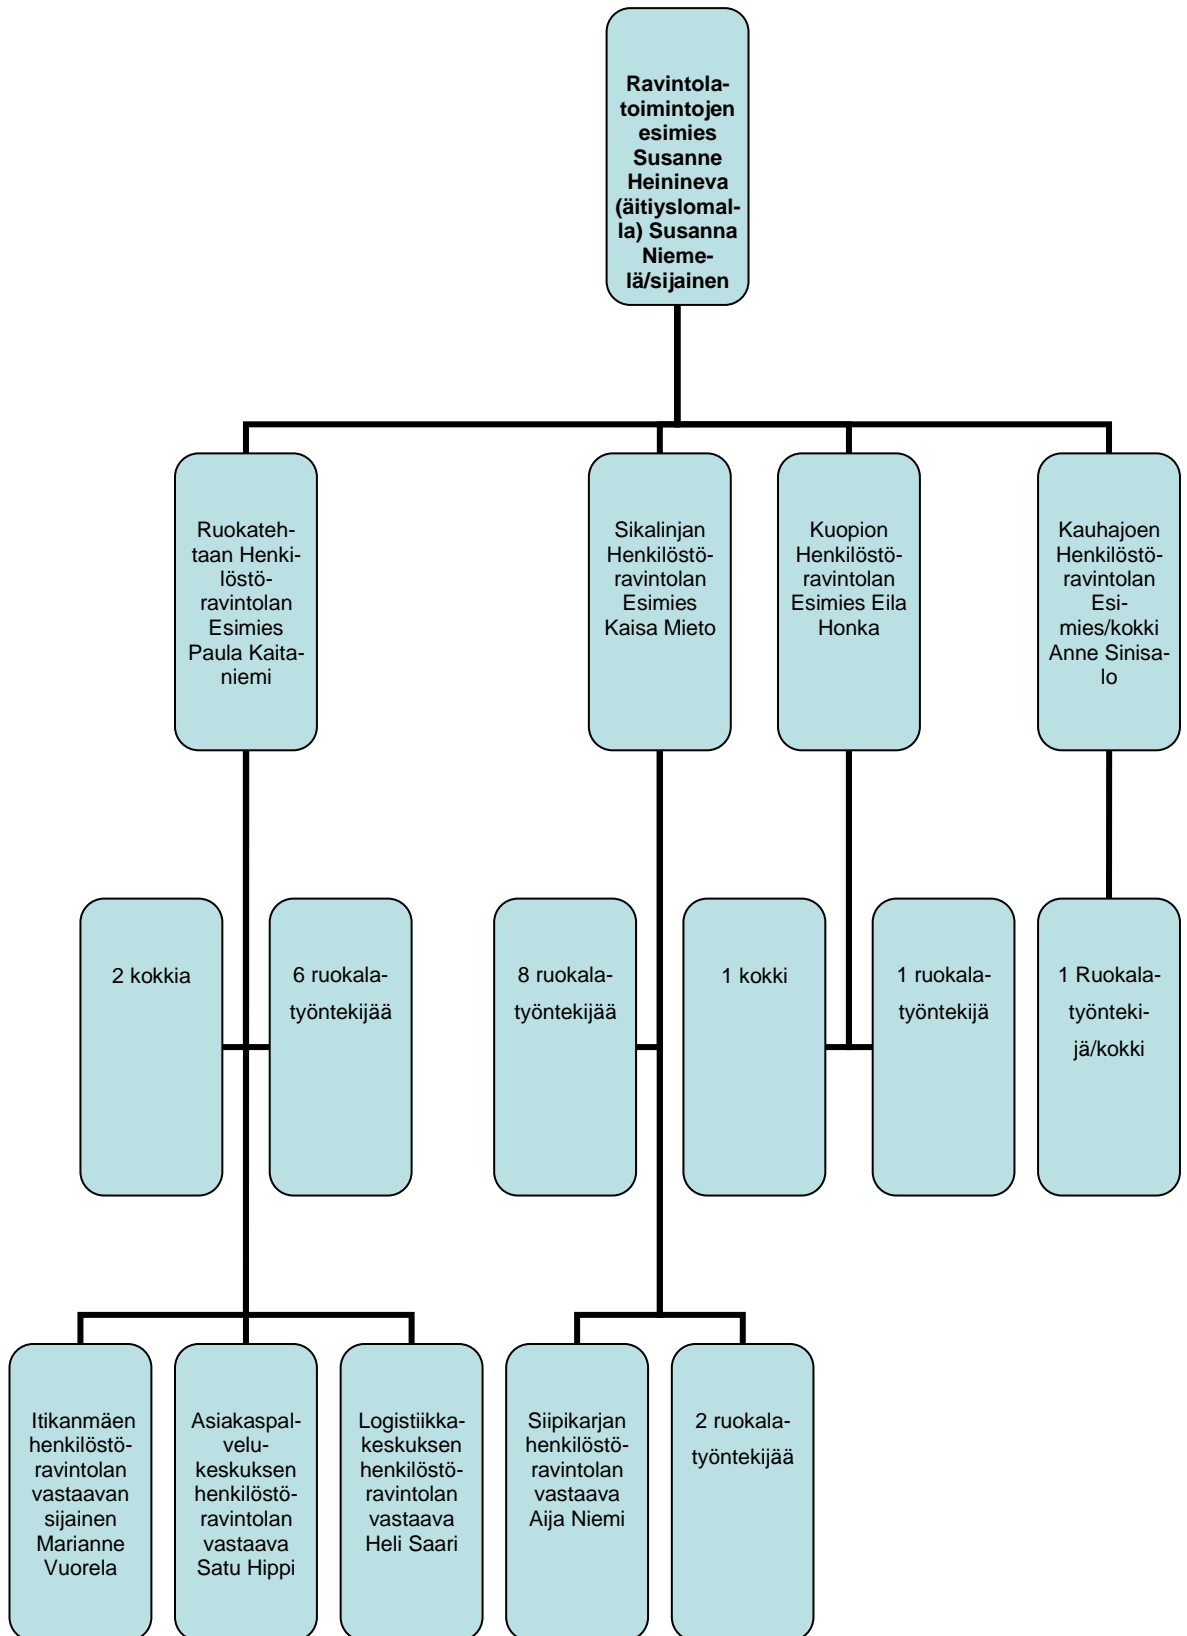 Ravintola-
toimintojen
esimies
Susanne
Heinineva
(äitiyslomal-
la) Susanna
Nieme-
lä/sijainen
Ruokateh-
taan Henki-
löstö-
ravintolan
Esimies
Paula Kaita-
niemi
Sikalinjan
Henkilöstö-
ravintolan
Esimies
Kaisa Mieto
Kuopion
Henkilöstö-
ravintolan
Esimies Eila
Honka
Kauhajoen
Henkilöstö-
ravintolan
Esi-
mies/kokki
Anne Sinisa-
lo
2 kokkia
6 ruokala-
työntekijää
8 ruokala-
työntekijää
1 kokki
1 ruokala-
työntekijä
1 Ruokala-
työnteki-
jä/kokki
Itikanmäen
henkilöstö-
ravintolan
vastaavan
sijainen
Marianne
Vuorela
Asiakaspal-
velu-
keskuksen
henkilöstö-
ravintolan
vastaava
Satu Hippi
Logistiikka-
keskuksen
henkilöstö-
ravintolan
vastaava
Heli Saari
Siipikarjan
henkilöstö-
ravintolan
vastaava
Aija Niemi
2 ruokala-
työntekijää